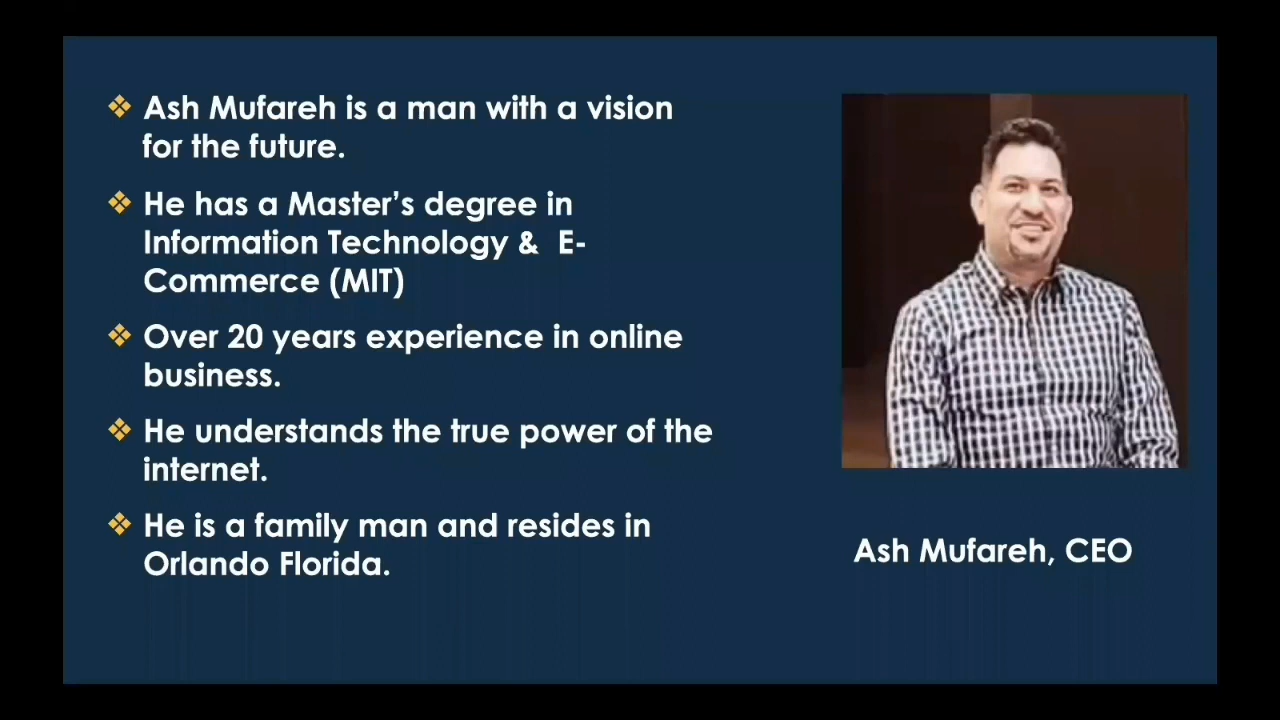 Ash Mufareh is a man with a vision
for the future.
He has a Master’s degree in
Information Technology &  E-
Commerce (MIT)
Over 20 years experience in online
business.
He understands the true power of the
internet.
He is a family man and resides in
Orlando Florida.
Ash Mufareh, CEO